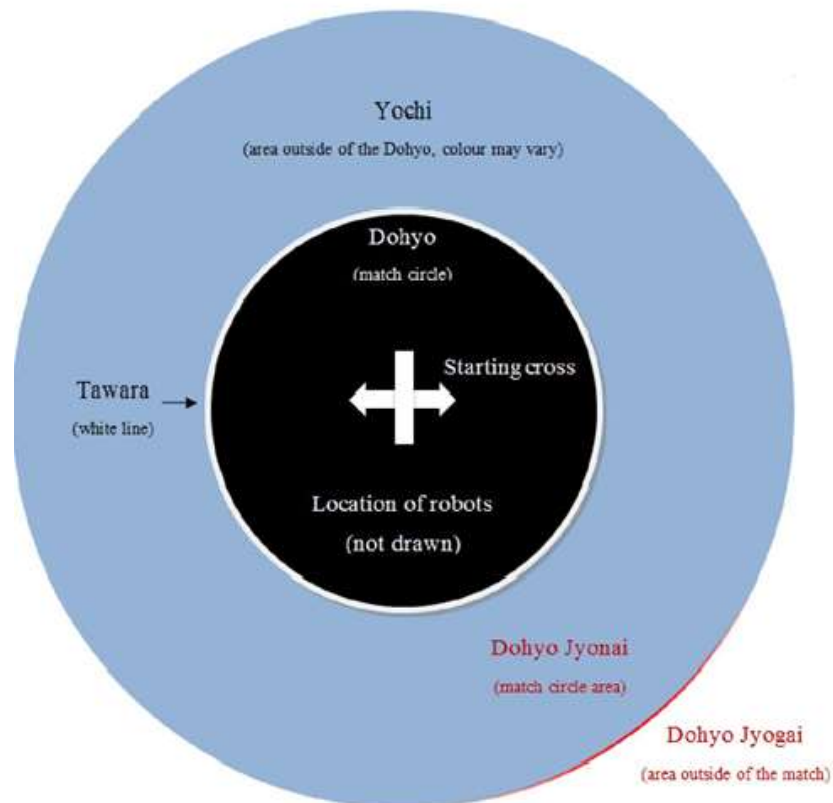 Yochi
(area outside of the Dohyo, colour may vary)
Dohyo
(match circle)
Starting cross
Tawara
(white line)
Location of robots
(not drawn)
Dohyo Jyonai
(match circle area)
Dohyo Jyogai
(area outside of the match)